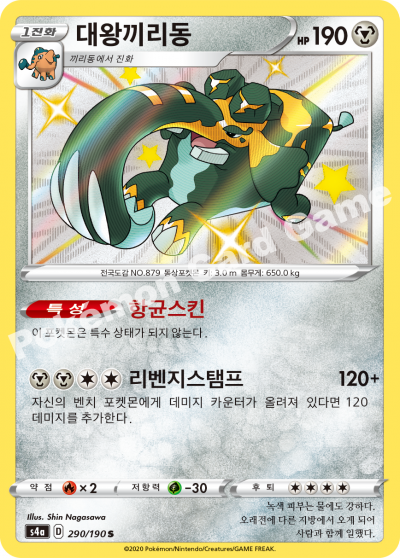 1진화
대왕끼리동
HP 190
끼리동에서 진화
전국도감 NO.879 동상포켓몬 키: 3.0 m 몸무게: 650.0 kg
특성 항균스킨
이 포켓몬은 특수 상태가 되지 않는다.
리벤지스탬프 120+
자신의 벤치 포켓몬에게 데미지 카운터가 올려져 있다면 120
데미지를 추가한다.
약점 ×2 저항력 -30 후퇴
Illus. Shin Nagasawa
녹색 피부는 물에도 강하다.
오래전에 다른 지방에서 오게 되어
사람과 함께 일했다.
s4a D 290/190 S
©2020 Pokémon/Nintendo/Creatures/GAME FREAK.
Pokémon Card Game